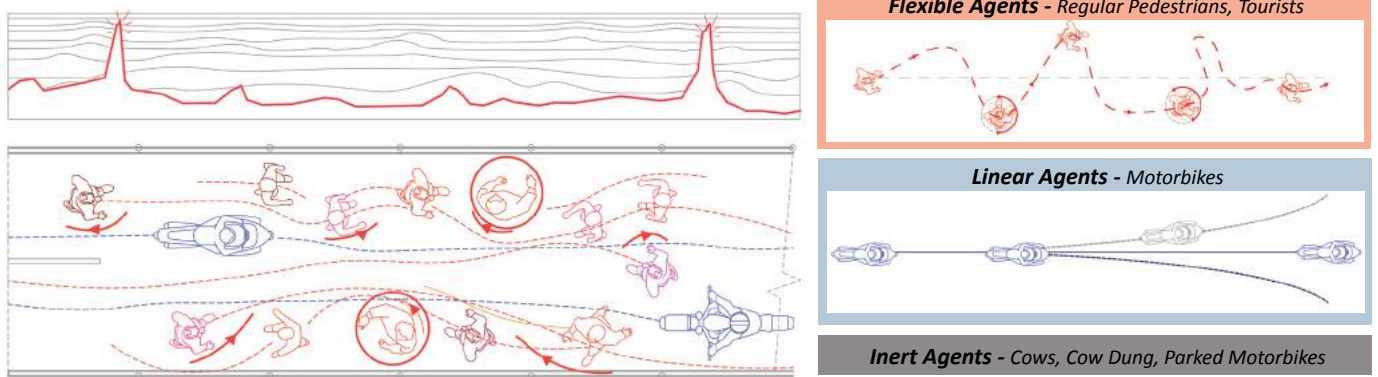 Flexible Agents - Regular Pedestrians, Tourists
Linear Agents - Motorbikes
Inert Agents - Cows, Cow Dung, Parked Motorbikes